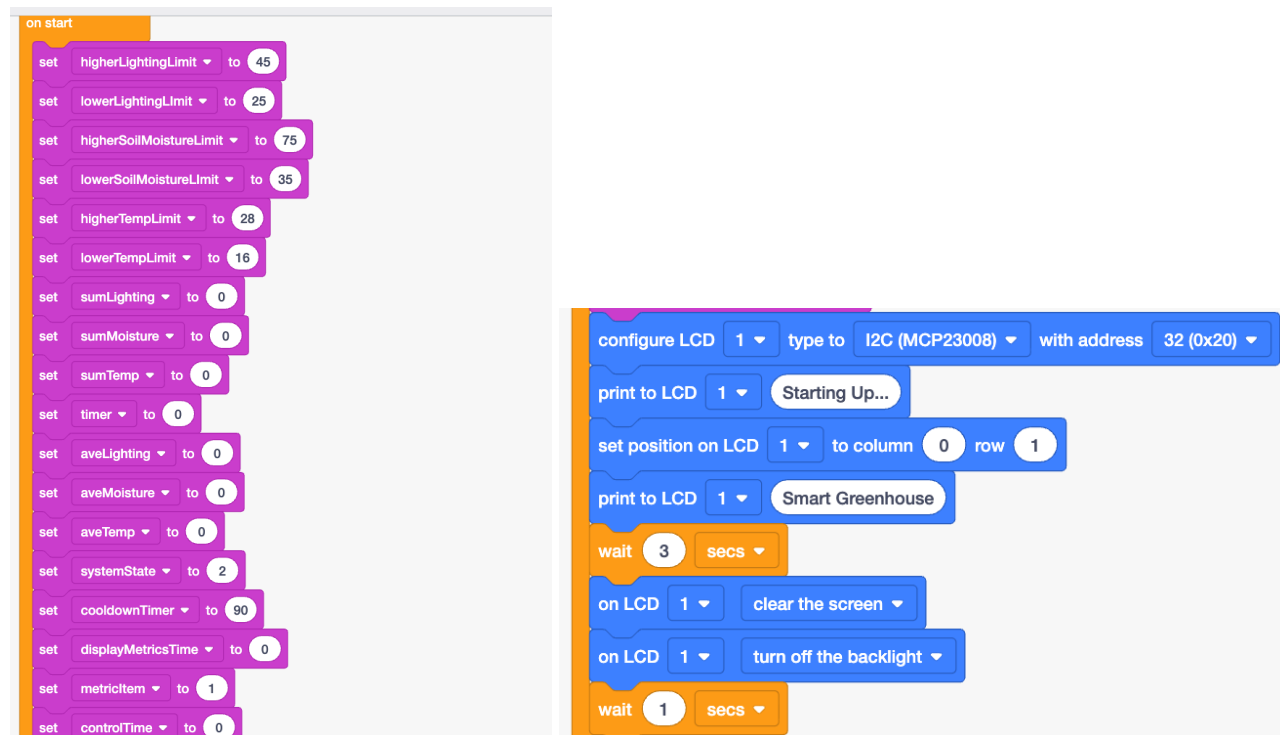 on start
set higherLightingLimit to 45
set lowerLightingLImit to 25
set higherSoilMoistureLimit to 75
set lowerSoilMoistureLImit to 35
set higherTempLimit to 28
set lowerTempLimit to 16
set sumLighting to 0
set sumMoisture to 0
set sumTemp to 0
set timer to 0
set aveLighting to 0
set aveMoisture to 0
set aveTemp to 0
set systemState to 2
set cooldownTimer to 90
set displayMetricsTime to 0
set metricItem to 1
set controlTime to 0
configure LCD 1 type to I2C (MCP23008) with address 32 (0x20)
print to LCD 1 Starting Up...
set position on LCD 1 to column 0 row 1
print to LCD 1 Smart Greenhouse
wait 3 secs
on LCD 1 clear the screen
on LCD 1 turn off the backlight
wait 1 secs